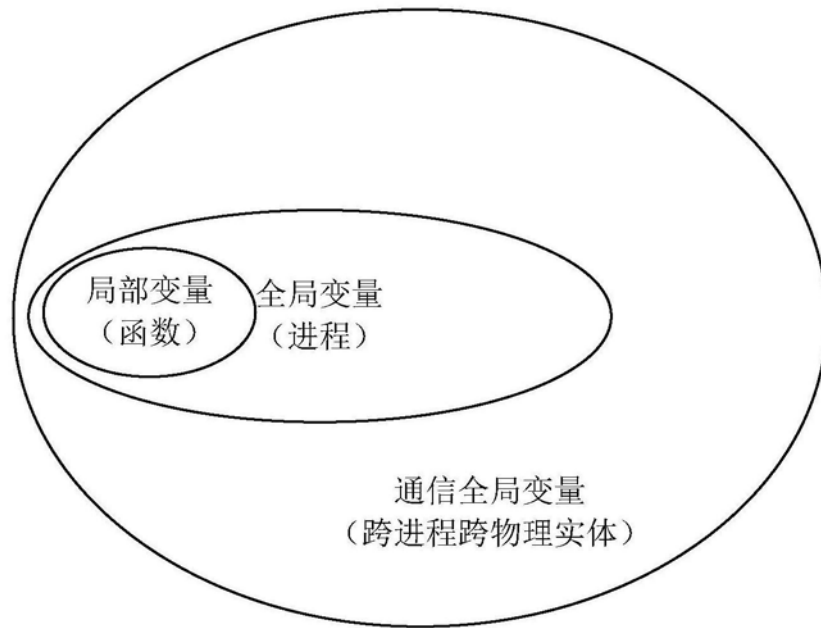 局部变量
（函数）
全局变量
（进程）
通信全局变量
（跨进程跨物理实体）